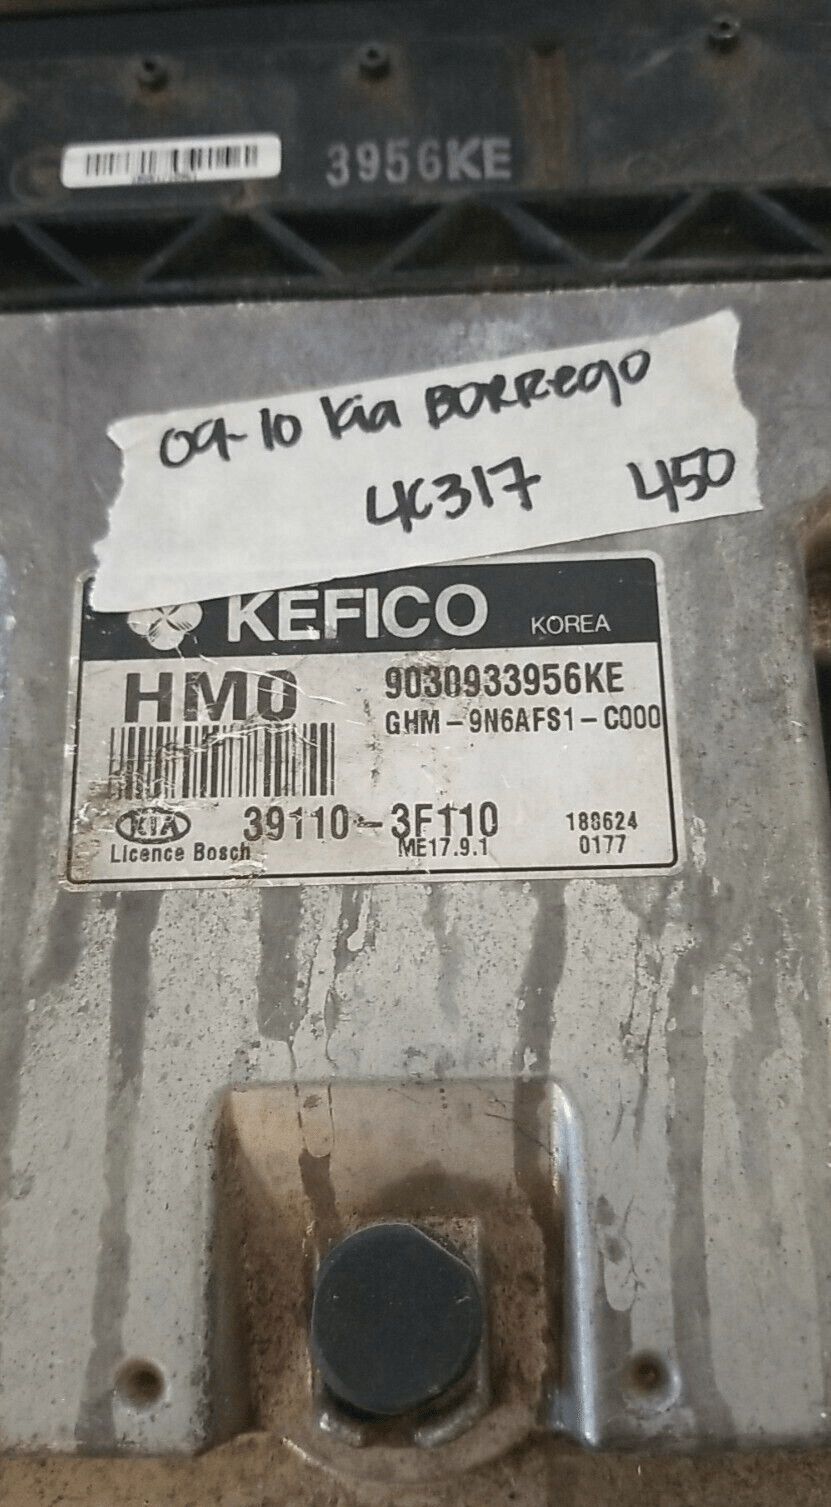 3956KE
09-10 Kia BORRego
4C317 450
KEFICO KOREA
HM0 9030933956KE
GHM-9N6AFS1-C000
KIA 39110-3F110 188624
Licence Bosch ME17.9.1 0177